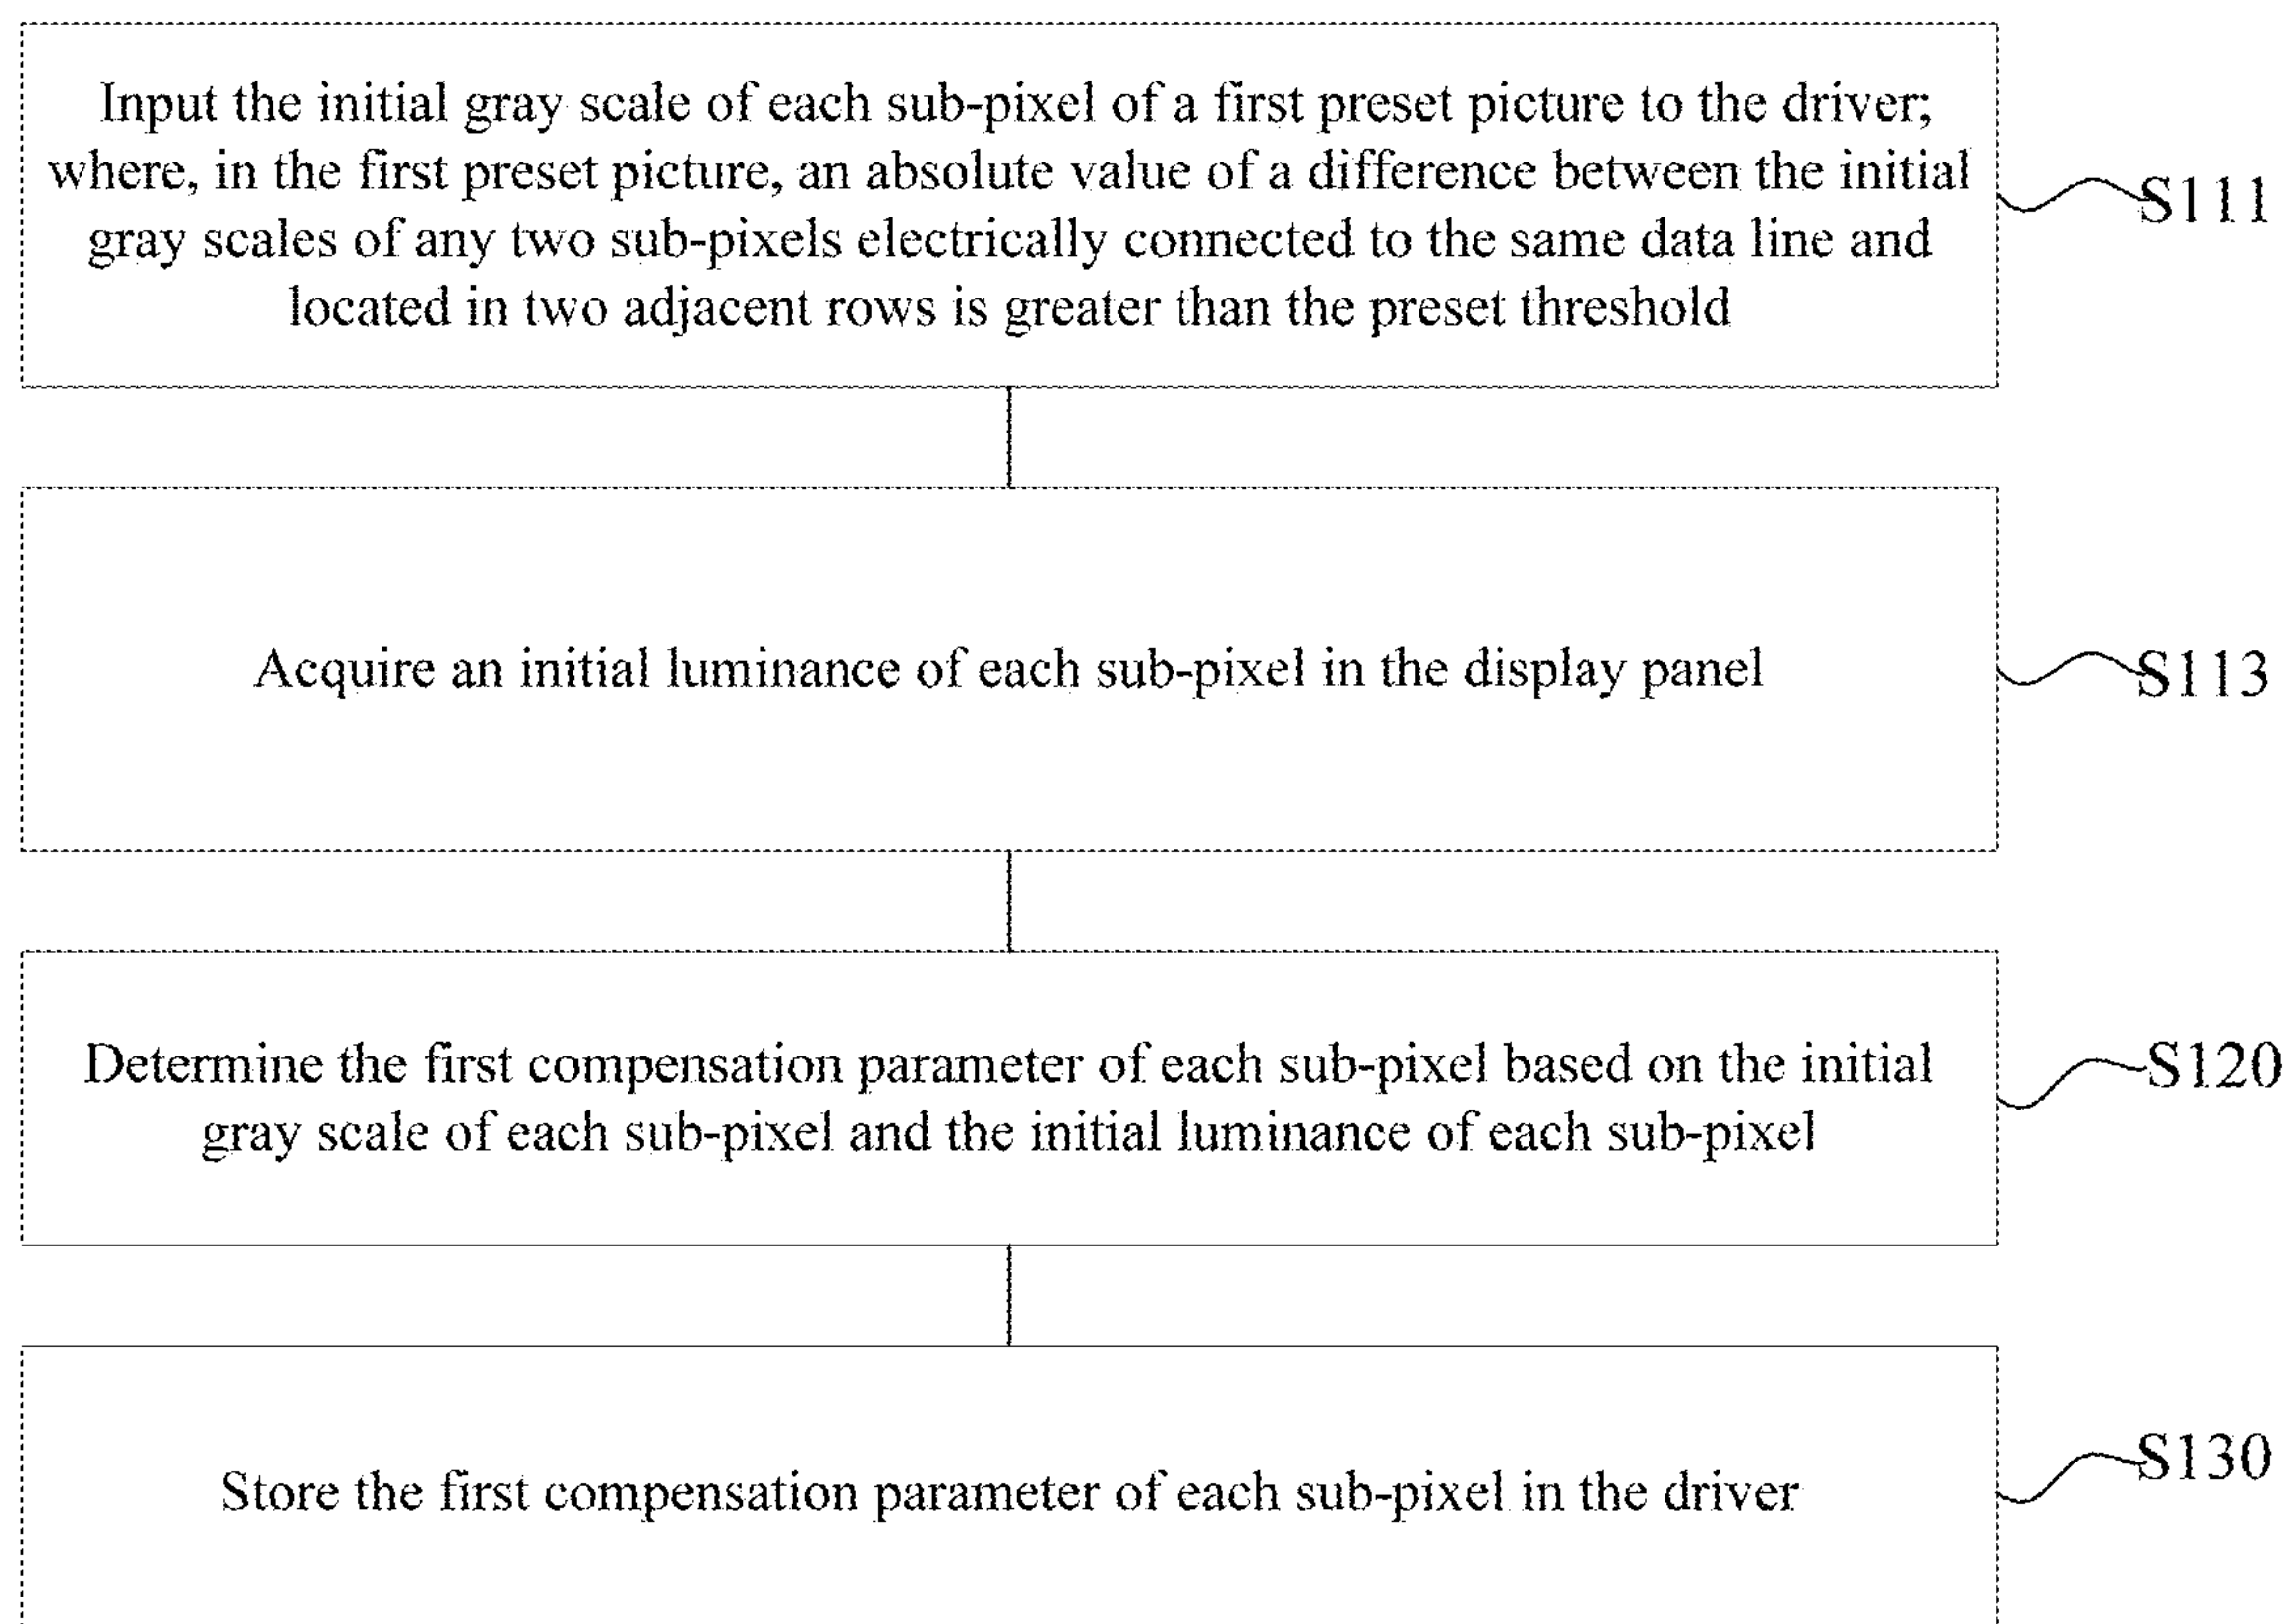 Input the initial gray scale of each sub-pixel of a first preset picture to the driver;
where, in the first preset picture, an absolute value of a difference between the initial
gray scales of any two sub-pixels electrically connected to the same data line and
located in two adjacent rows is greater than the preset threshold
S111
Acquire an initial luminance of each sub-pixel in the display panel
S113
Determine the first compensation parameter of each sub-pixel based on the initial
gray scale of each sub-pixel and the initial luminance of each sub-pixel
S120
Store the first compensation parameter of each sub-pixel in the driver
S130